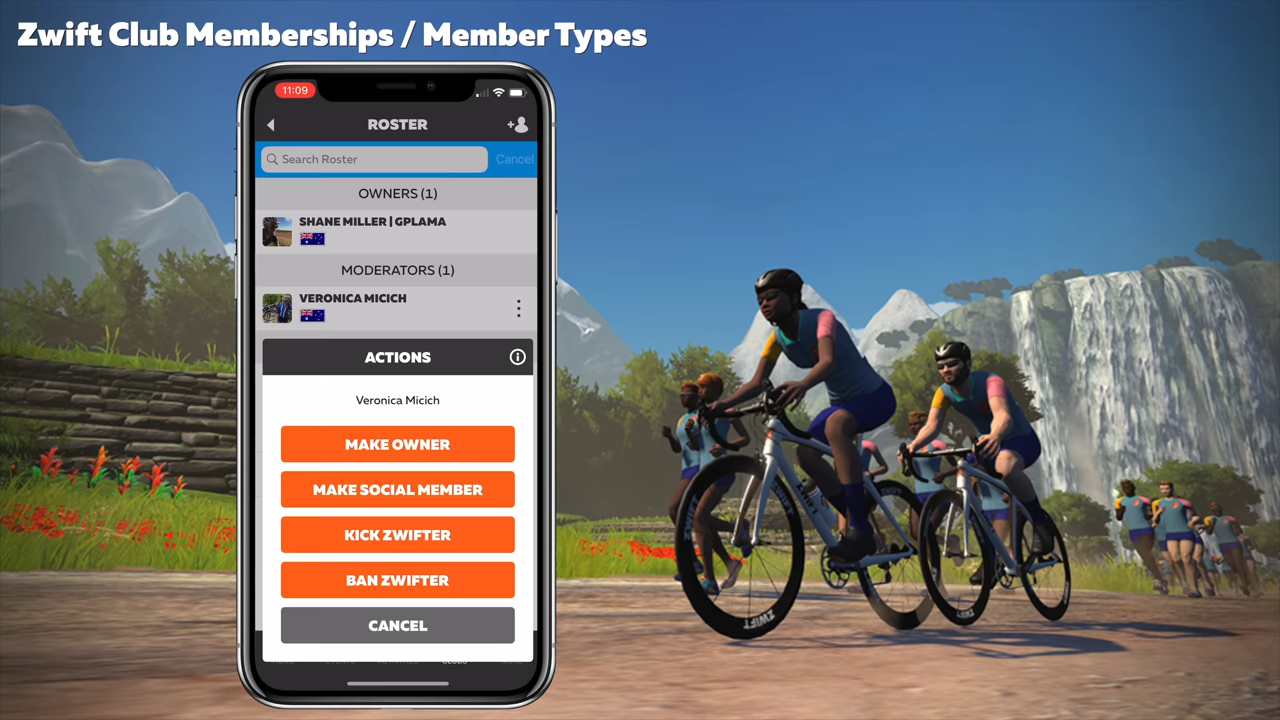 Zwift Club Memberships / Member Types
11:09
ROSTER
Search Roster
Cancel
OWNERS (1)
SHANE MILLER | GPLAMA
MODERATORS (1)
VERONICA MICICH
ACTIONS
Veronica Micich
MAKE OWNER
MAKE SOCIAL MEMBER
KICK ZWIFTER
BAN ZWIFTER
CANCEL
ZWIFT